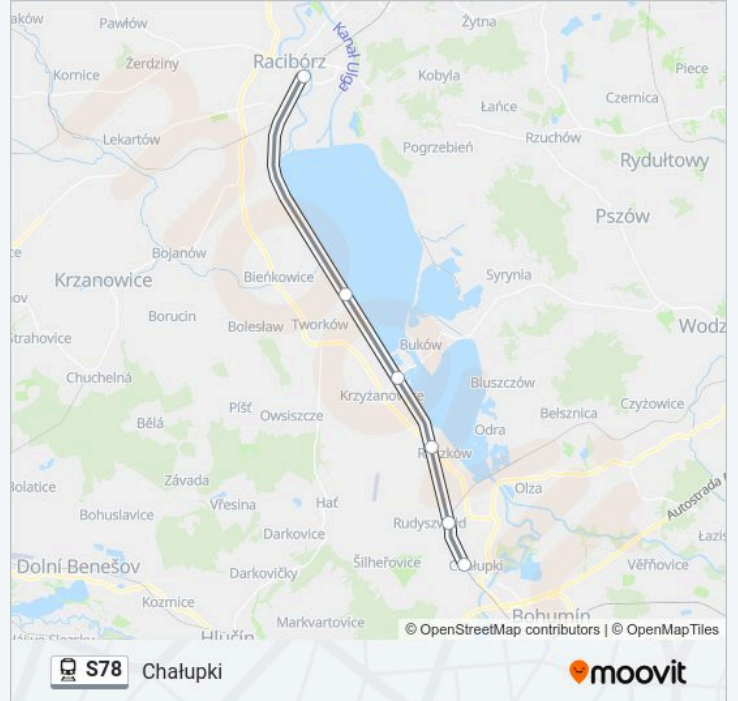 Pawłów
Żytna
Żerdziny
Racibórz
Kanał Ulga
Piece
Kornice
Kobyla
Czernica
Łańce
Lekartów
Rzuchów
Pogrzebień
Rydułtowy
Pszów
Bojanów
Krzanowice
Bieńkowice
Syrynia
Borucin
Bolesław
Tworków
Wodz
Strahovice
Buków
Chuchelná
Bluszczów
Krzyżanowice
Píšť
Czyżowice
Owsiszcze
Bełsznica
Bělá
Odra
Závada
Olza
Bolatice
Vřesina
Hať
Autostrada A
Bohuslavice
Rudyszwałd
Darkovice
Łazis
Dolní Benešov
Šilheřovice
Chałupki
Věřňovice
Darkovičky
Kozmice
Bohumín
Markvartovice
© OpenStreetMap contributors | © OpenMapTiles
Hlučín
S78 Chałupki
moovit